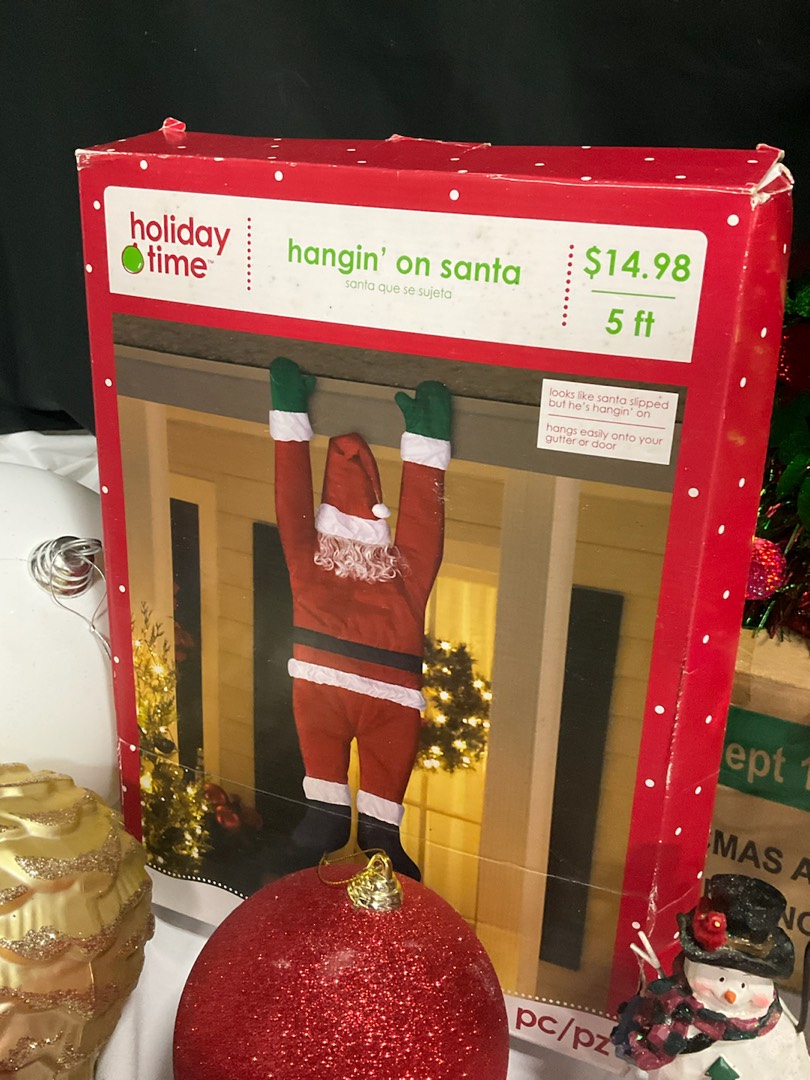 holiday
time™
hangin' on santa
santa que se sujeta
$14.98
5 ft
looks like santa slipped
but he's hangin' on
hangs easily onto your
gutter or door
ept 1
MAS A
pc/pz